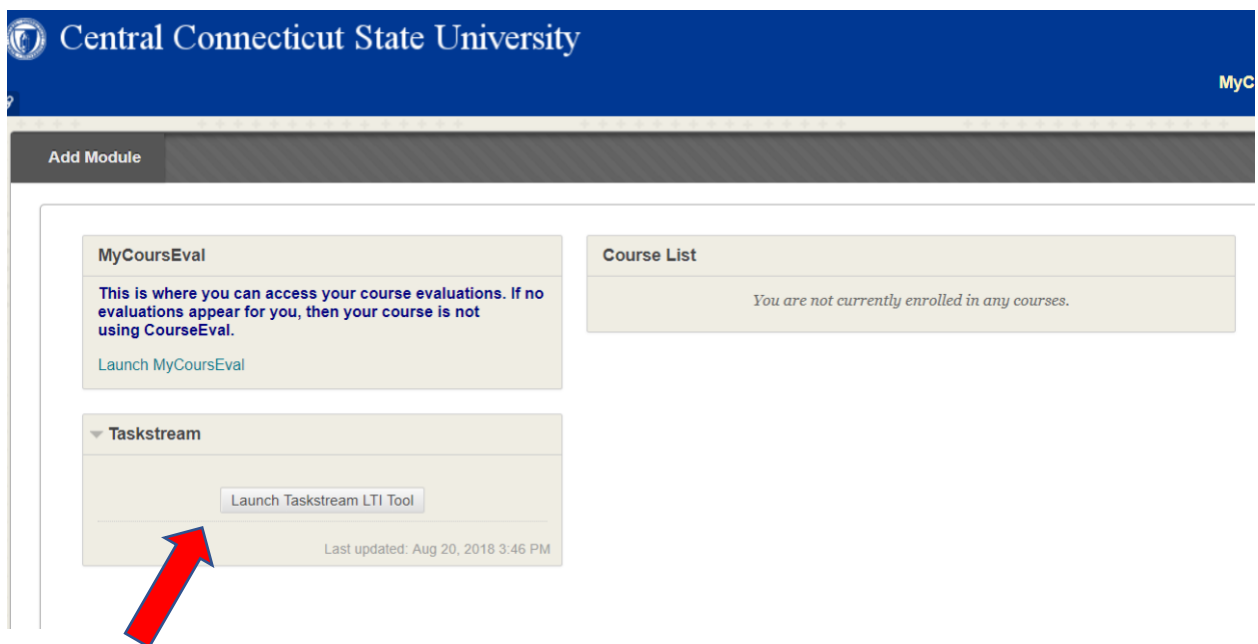 Central Connecticut State University
MyC
Add Module
MyCoursEval
This is where you can access your course evaluations. If no
evaluations appear for you, then your course is not
using CourseEval.
Launch MyCoursEval
Taskstream
Launch Taskstream LTI Tool
Last updated: Aug 20, 2018 3:46 PM
Course List
You are not currently enrolled in any courses.